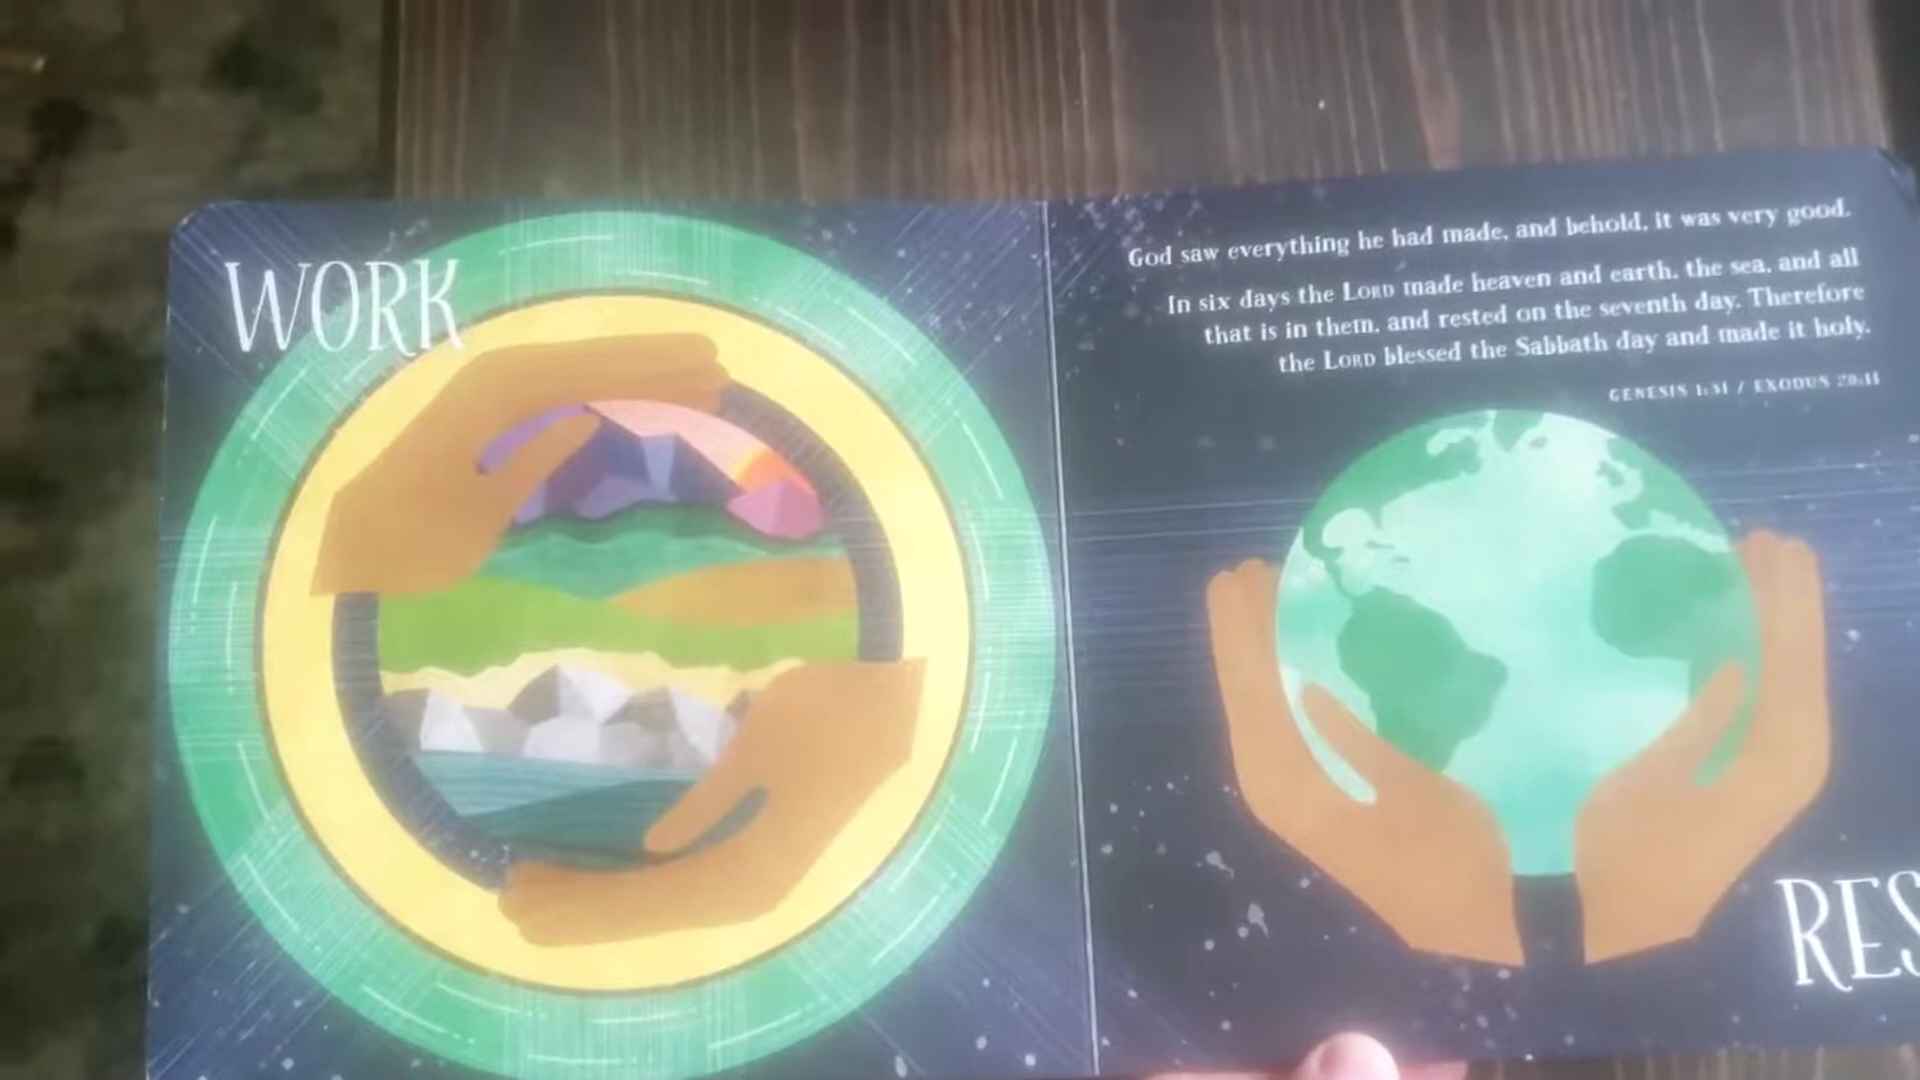 WORK
God saw everything he had made, and behold, it was very good.
In six days the LORD made heaven and earth, the sea, and all
that is in them, and rested on the seventh day. Therefore
the LORD blessed the Sabbath day and made it holy.
GENESIS 1:31 / EXODUS 20:11
RES